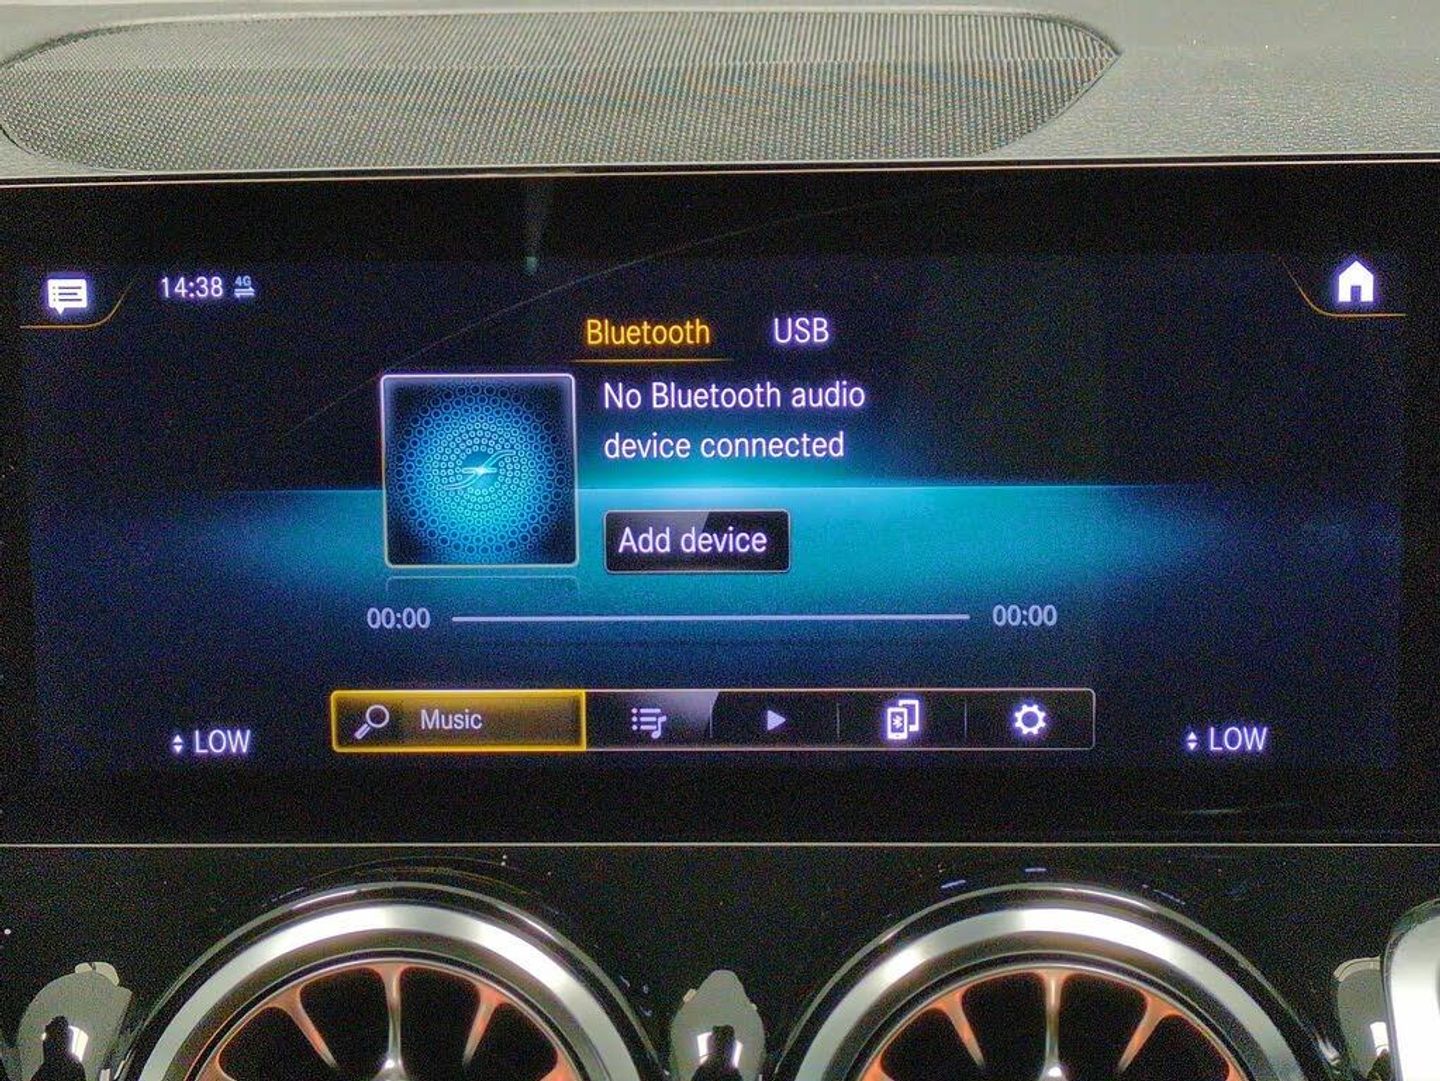 14:38 4G
Bluetooth USB
No Bluetooth audio
device connected
Add device
00:00 00:00
Music
LOW LOW